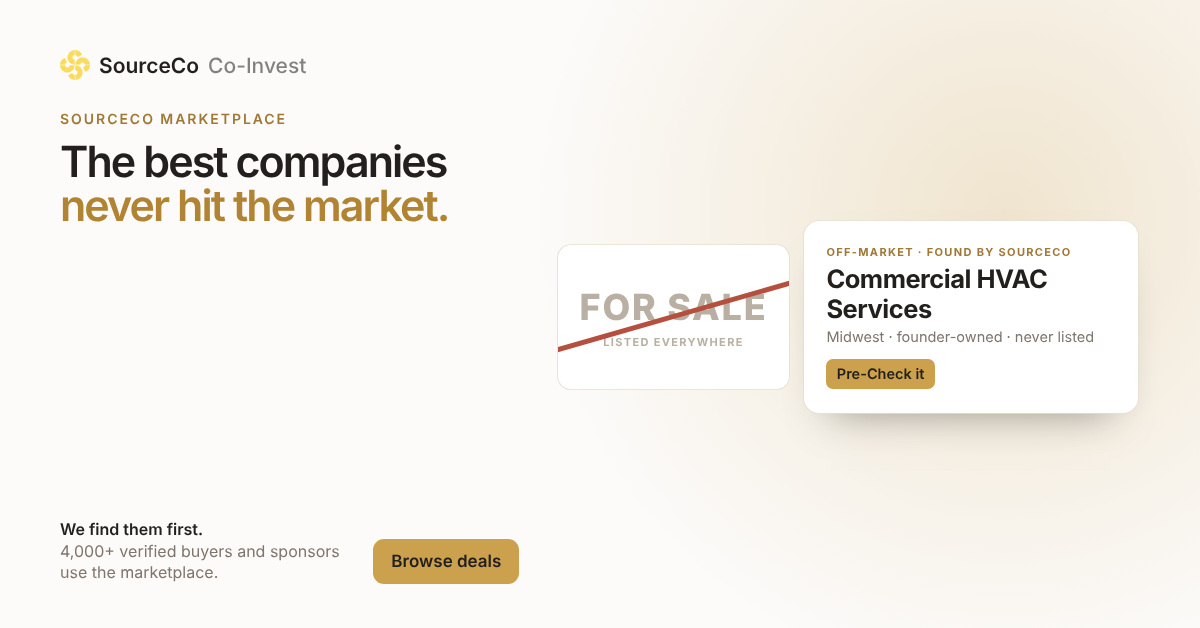 SourceCo Co-Invest
SOURCECO MARKETPLACE
The best companies
never hit the market.
FOR SALE
LISTED EVERYWHERE
OFF-MARKET · FOUND BY SOURCECO
Commercial HVAC
Services
Midwest · founder-owned · never listed
Pre-Check it
We find them first.
4,000+ verified buyers and sponsors
use the marketplace.
Browse deals